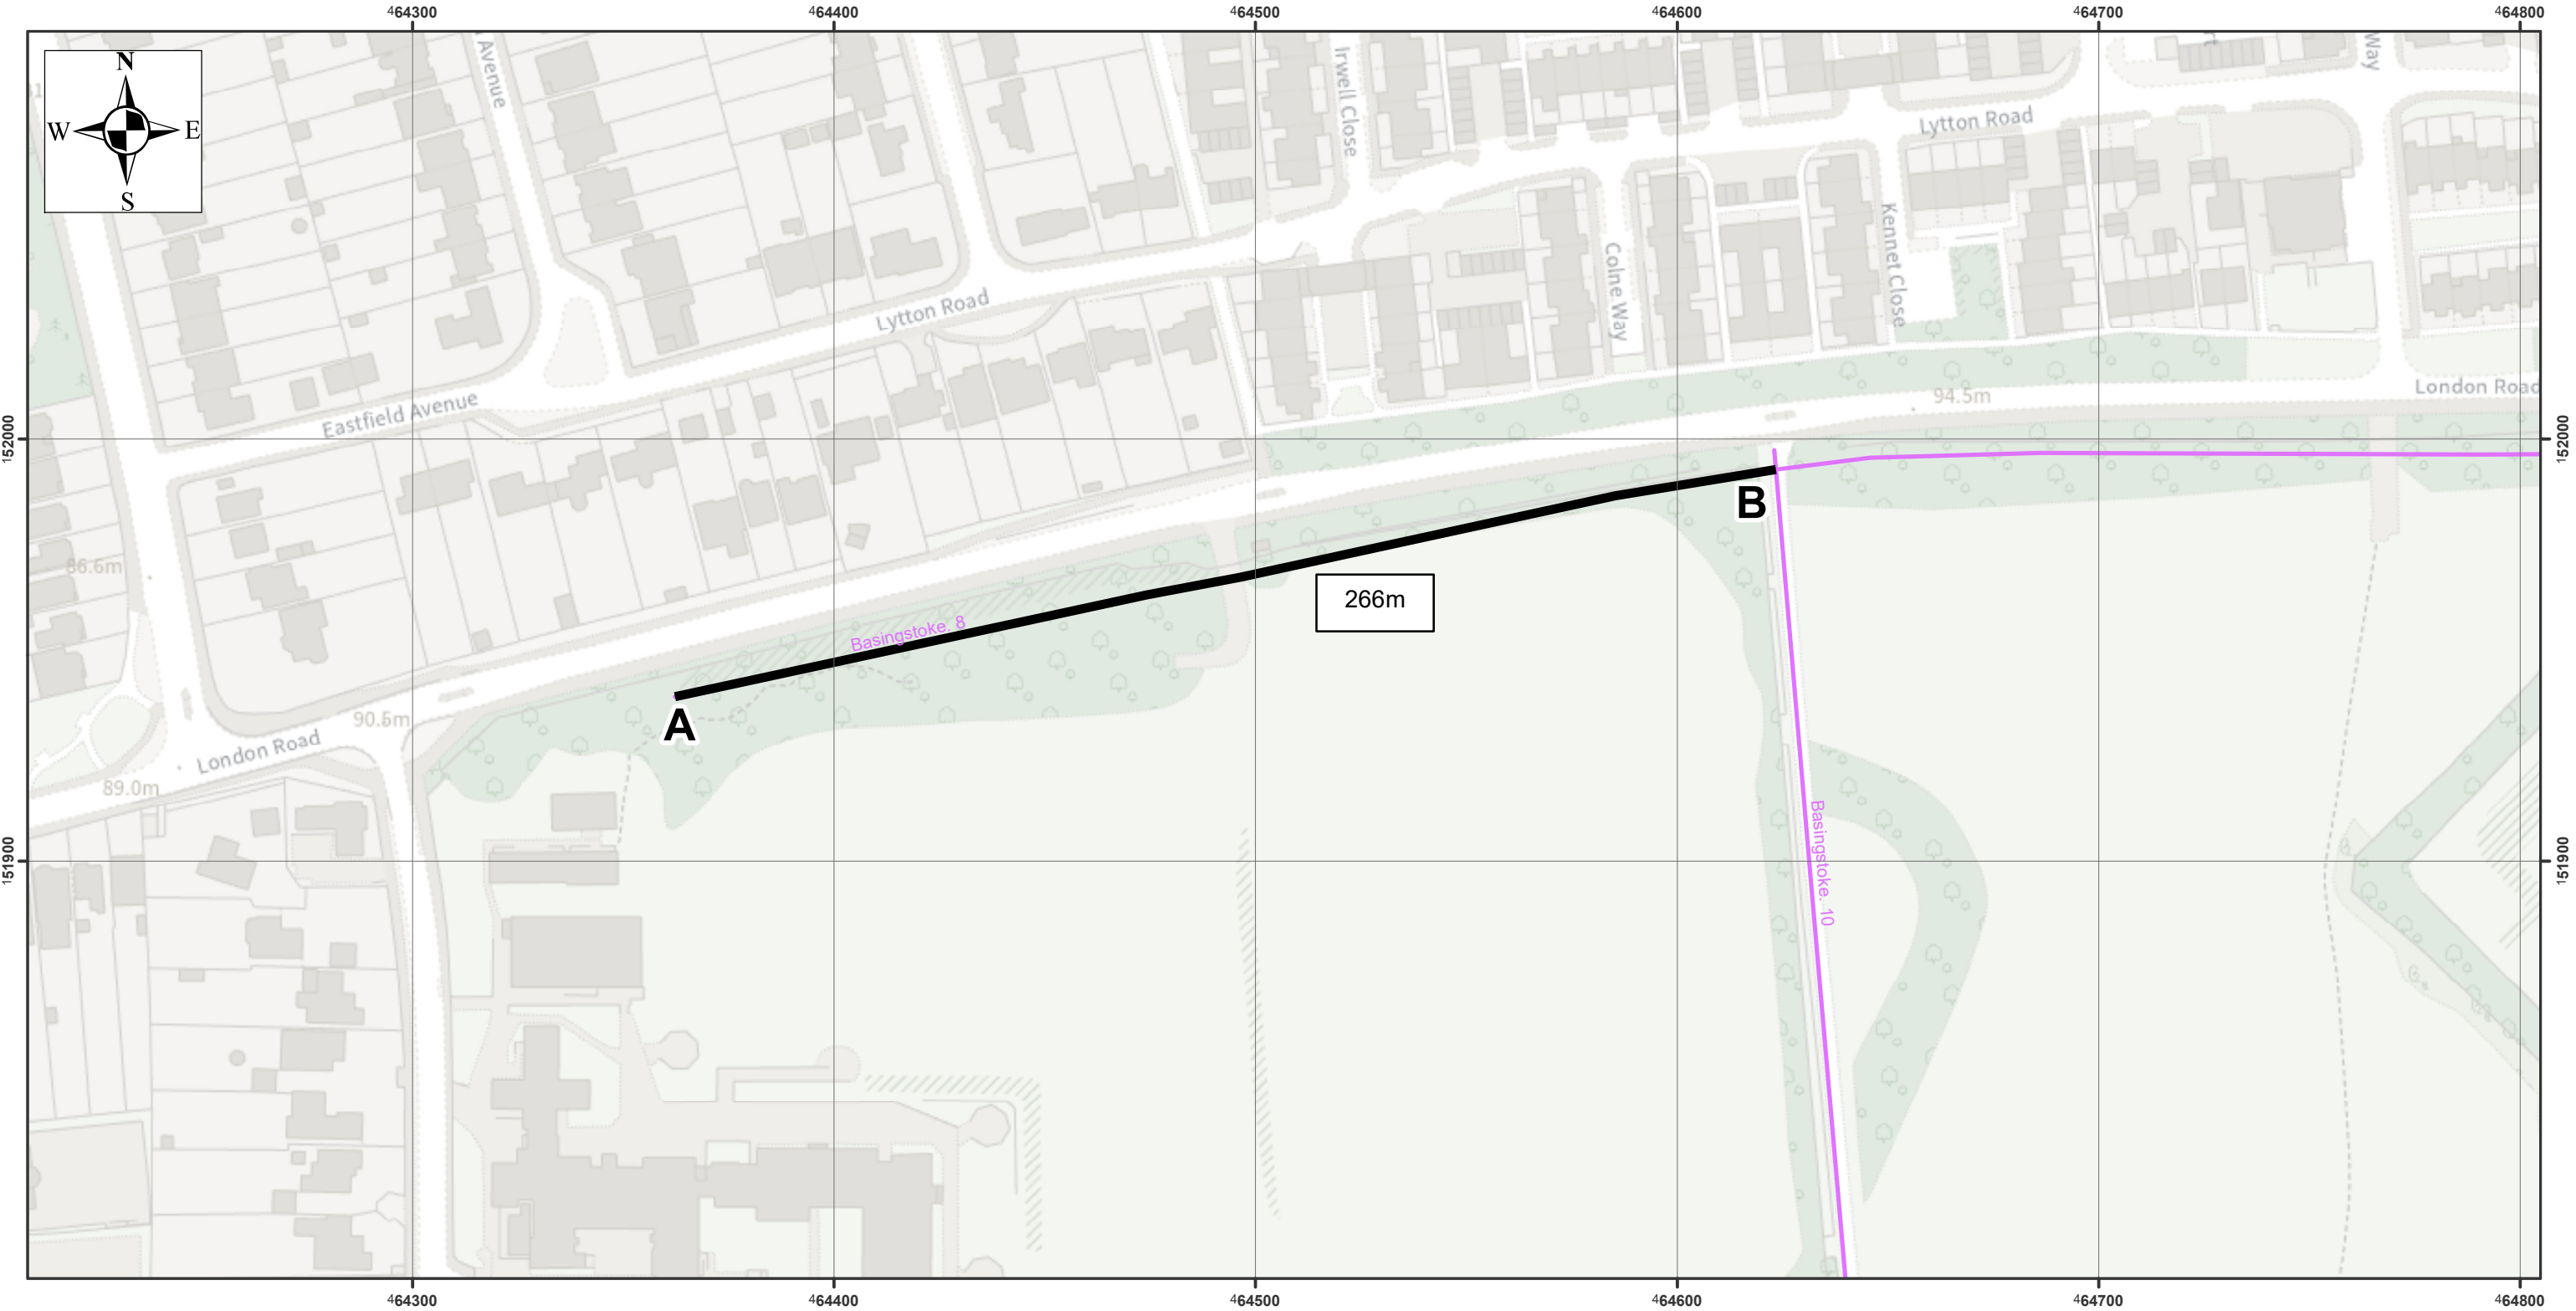 464300
464400
464500
464600
464700
464800
N
W
E
S
Avenue
Irwell Close
Way
Lytton Road
Colne Way
Kennet Close
Lytton Road
Eastfield Avenue
94.5m
London Road
152000
152000
B
86.6m
266m
Basingstoke. 8
A
90.5m
London Road
89.0m
Basingstoke. 10
151900
151900
464300
464400
464500
464600
464700
464800